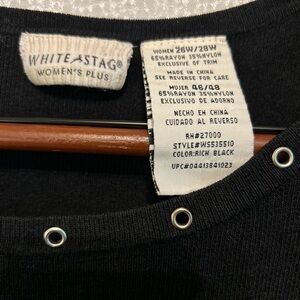 WHITE STAG®
WOMEN'S PLUS
WOMEN 26W/28W
65%RAYON 35%NYLON
EXCLUSIVE OF TRIM
MADE IN CHINA
SEE REVERSE FOR CARE
MUJER 46/48
65%RAYON 35%NYLON
EXCLUSIVO DE ADORNO
HECHO EN CHINA
CUIDADO AL REVERSO
RN#27000
STYLE#WS535510
COLOR:RICH BLACK
UPC#04413841023